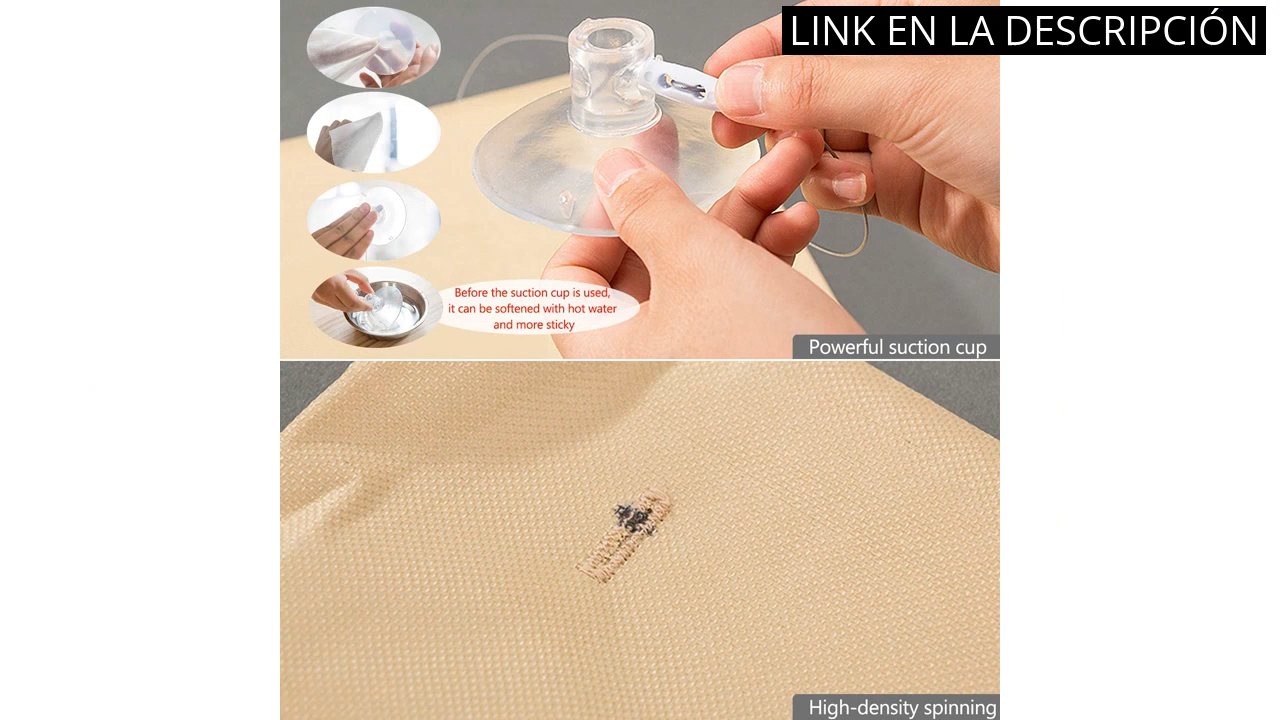 LINK EN LA DESCRIPCIÓN
Before the suction cup is used,
it can be softened with hot water
and more sticky
Powerful suction cup
High-density spinning